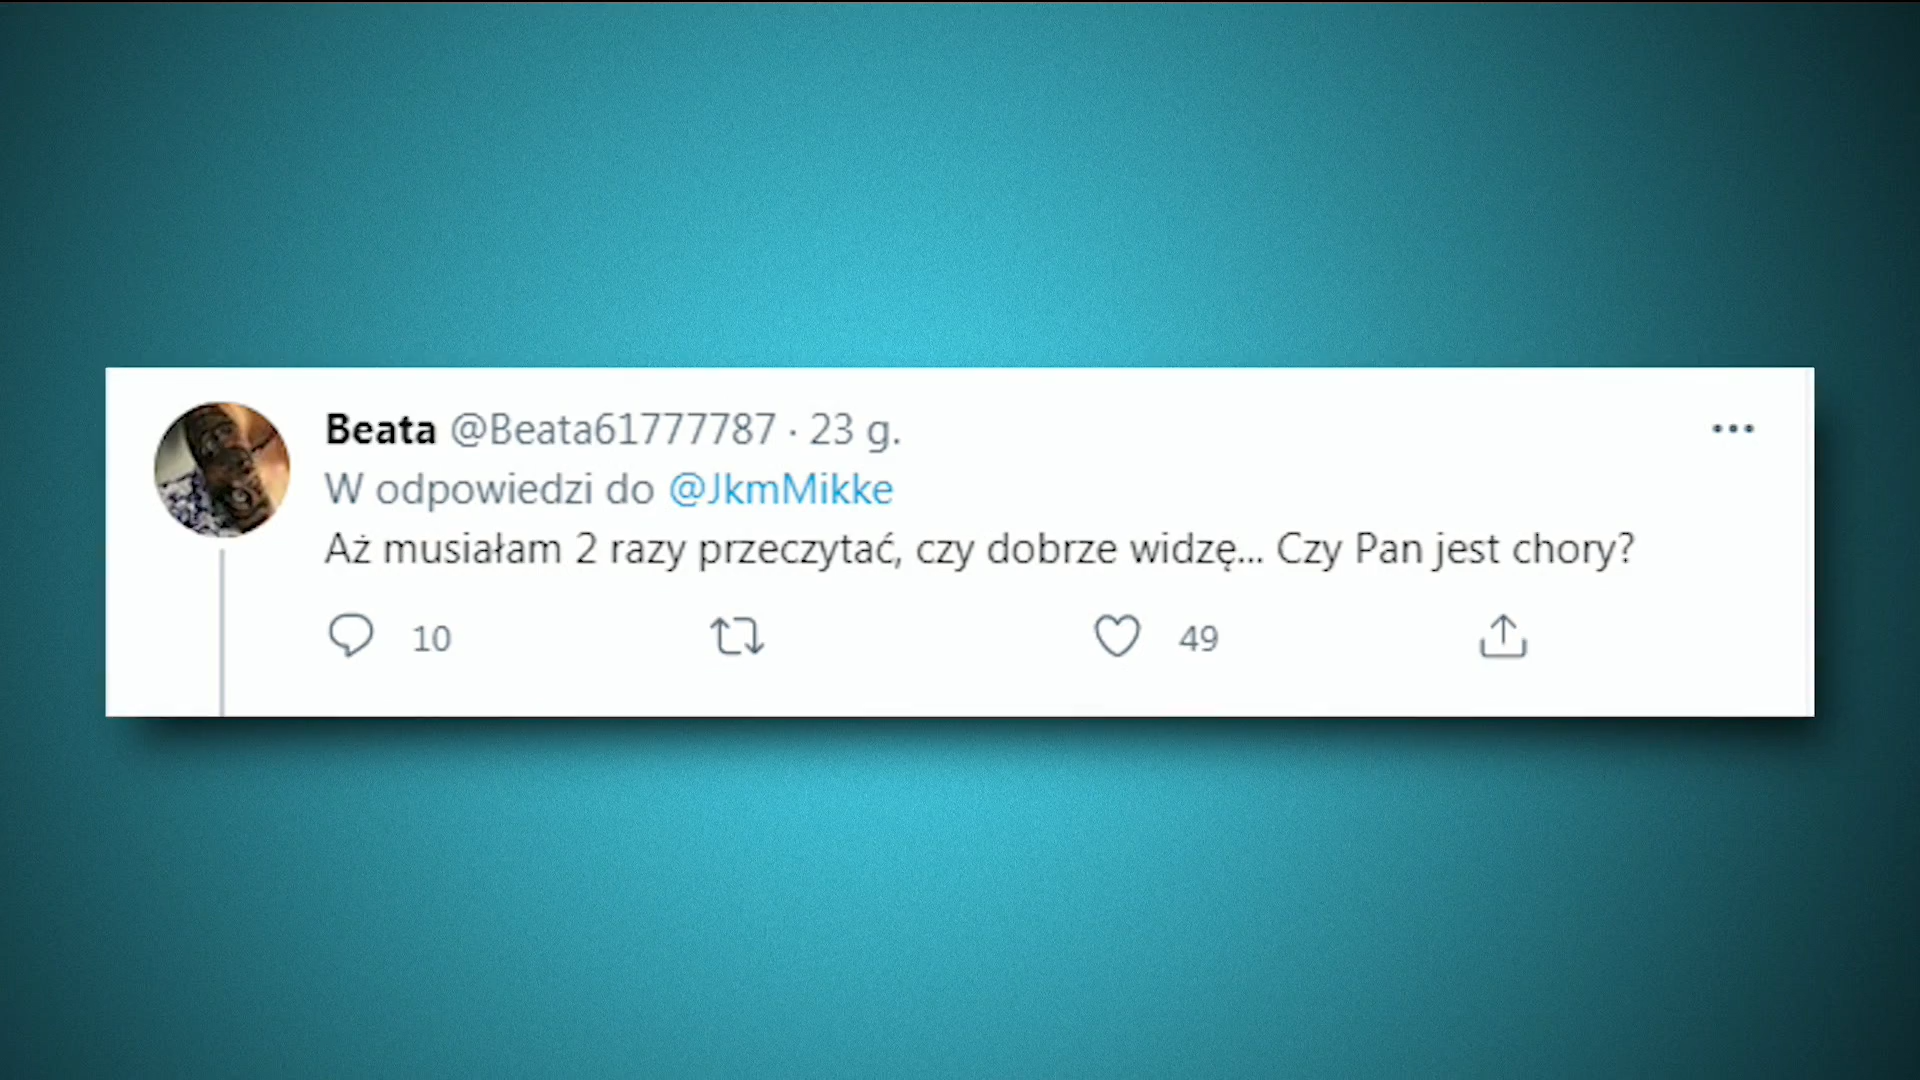 Beata @Beata61777787 · 23 g.
W odpowiedzi do @JkmMikke
Aż musiałam 2 razy przeczytać, czy dobrze widzę... Czy Pan jest chory?
10 49